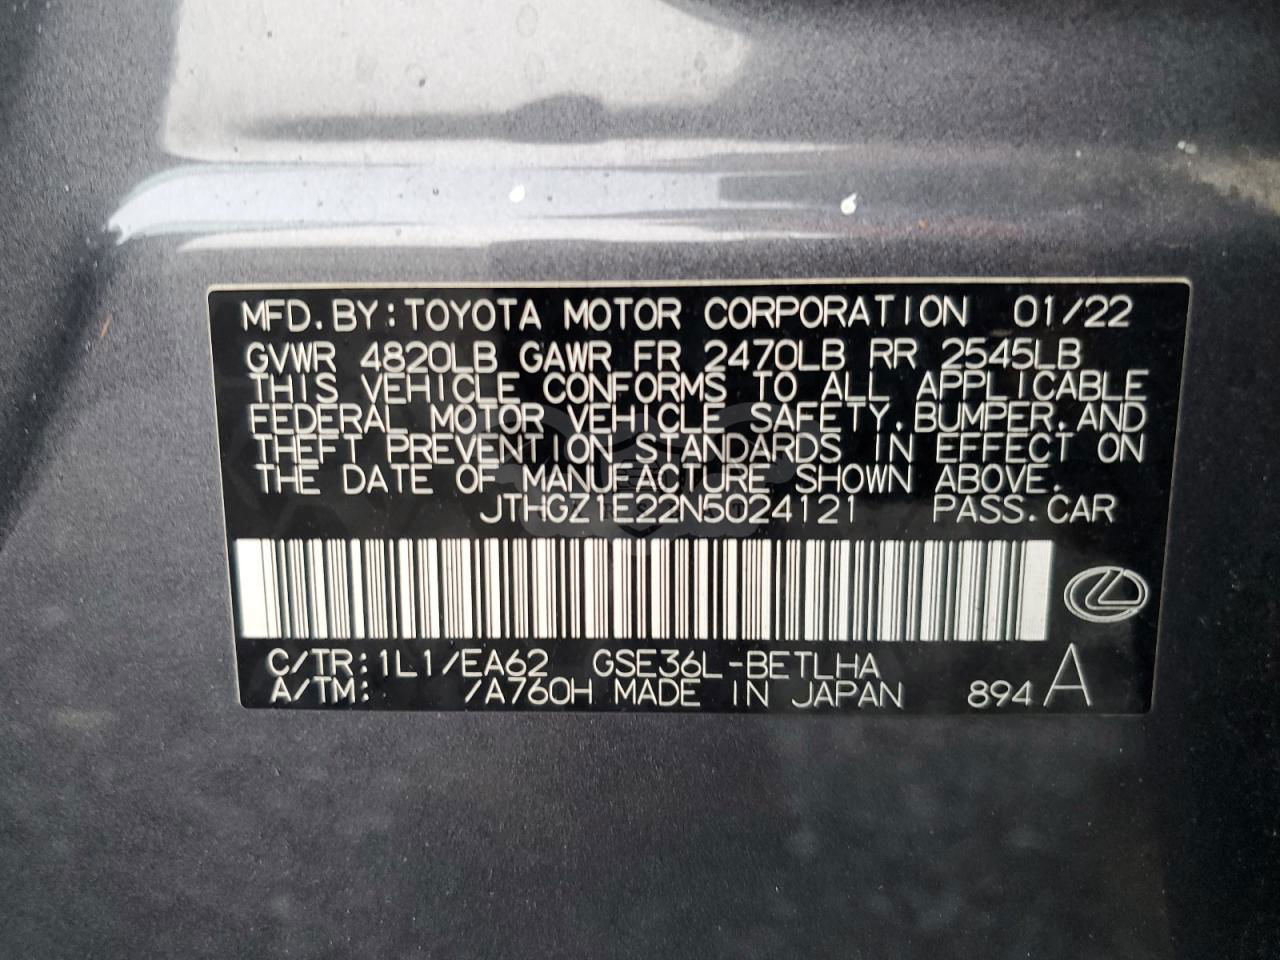 MFD.BY:TOYOTA MOTOR CORPORATION 01/22
GVWR 4820LB GAWR FR 2470LB RR 2545LB
THIS VEHICLE CONFORMS TO ALL APPLICABLE
FEDERAL MOTOR VEHICLE SAFETY.BUMPER.AND
THEFT PREVENTION STANDARDS IN EFFECT ON
THE DATE OF MANUFACTURE SHOWN ABOVE.
JTHGZ1E22N5024121 PASS.CAR
C/TR:1L1/EA62 GSE36L-BETLHA
A/TM: /A760H MADE IN JAPAN 894 A